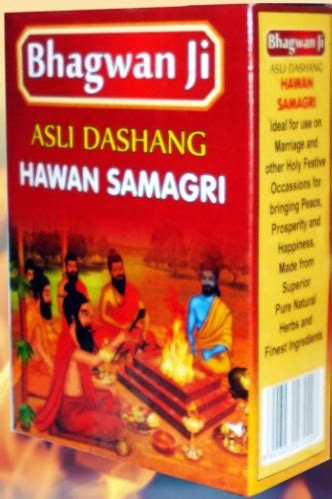 Bhagwan Ji
ASLI DASHANG
HAWAN SAMAGRI
Bhagwan Ji
ASLI DASHANG
HAWAN
SAMAGRI
Ideal for use on
Marriage and
other Holy Festive
Occassions for
bringing Peace,
Prosperity and
Happiness.
Made from
Superior
Pure Natural
Herbs and
Finest Ingredients